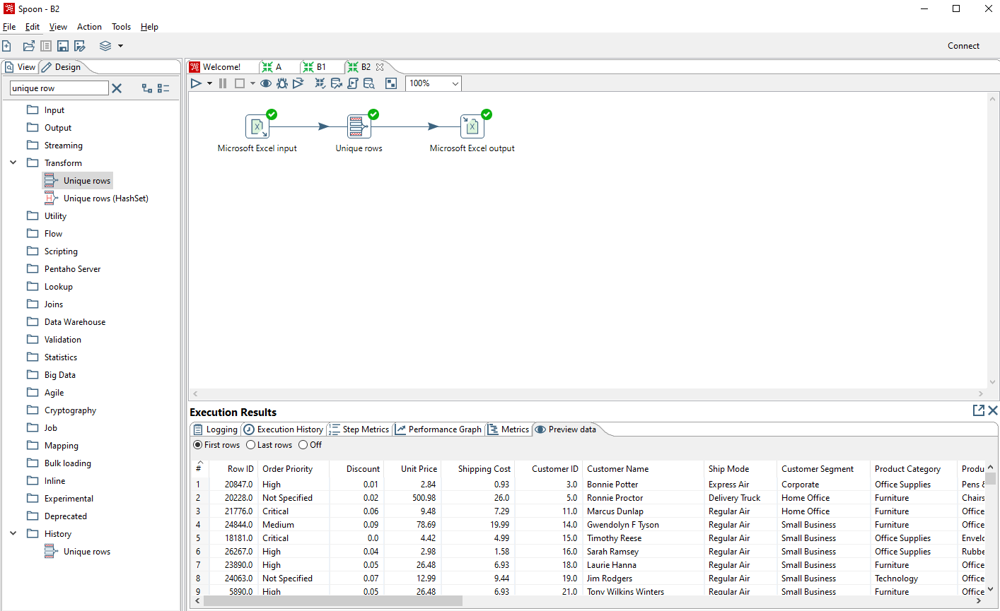 Spoon - B2
File Edit View Action Tools Help
Connect
View Design
unique row
Input
Output
Streaming
Transform
Unique rows
Unique rows (HashSet)
Utility
Flow
Scripting
Pentaho Server
Lookup
Joins
Data Warehouse
Validation
Statistics
Big Data
Agile
Cryptography
Job
Mapping
Bulk loading
Inline
Experimental
Deprecated
History
Unique rows
Welcome! A B1 B2
100%
Microsoft Excel input Unique rows Microsoft Excel output
Execution Results
Logging Execution History Step Metrics Performance Graph Metrics Preview data
First rows Last rows Off
# Row ID Order Priority Discount Unit Price Shipping Cost Customer ID Customer Name Ship Mode Customer Segment Product Category Produ
1 20847.0 High 0.01 2.84 0.93 3.0 Bonnie Potter Express Air Corporate Office Supplies Pens &
2 20228.0 Not Specified 0.02 500.98 26.0 5.0 Ronnie Proctor Delivery Truck Home Office Furniture Chairs
3 21776.0 Critical 0.06 9.48 7.29 11.0 Marcus Dunlap Regular Air Home Office Furniture Office
4 24844.0 Medium 0.09 78.69 19.99 14.0 Gwendolyn F Tyson Regular Air Small Business Furniture Office
5 18181.0 Critical 0.0 4.42 4.99 15.0 Timothy Reese Regular Air Small Business Office Supplies Envelo
6 26267.0 High 0.04 2.98 1.58 16.0 Sarah Ramsey Regular Air Small Business Office Supplies Rubbe
7 23890.0 High 0.05 26.48 6.93 18.0 Laurie Hanna Regular Air Small Business Furniture Office
8 24063.0 Not Specified 0.07 12.99 9.44 19.0 Jim Rodgers Regular Air Small Business Technology Office
9 5890.0 High 0.05 26.48 6.93 21.0 Tony Wilkins Winters Regular Air Small Business Furniture Office